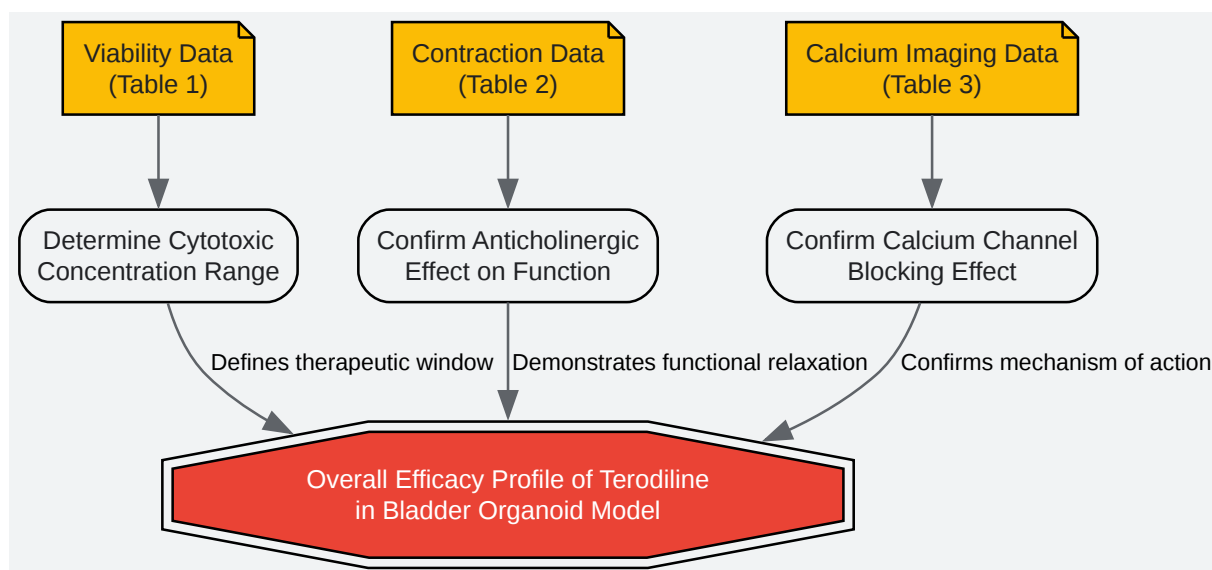 Viability Data
(Table 1)
Contraction Data
(Table 2)
Calcium Imaging Data
(Table 3)
Determine Cytotoxic
Concentration Range
Confirm Anticholinergic
Effect on Function
Confirm Calcium Channel
Blocking Effect
Defines therapeutic window
Demonstrates functional relaxation
Confirms mechanism of action
Overall Efficacy Profile of Terodiline
in Bladder Organoid Model